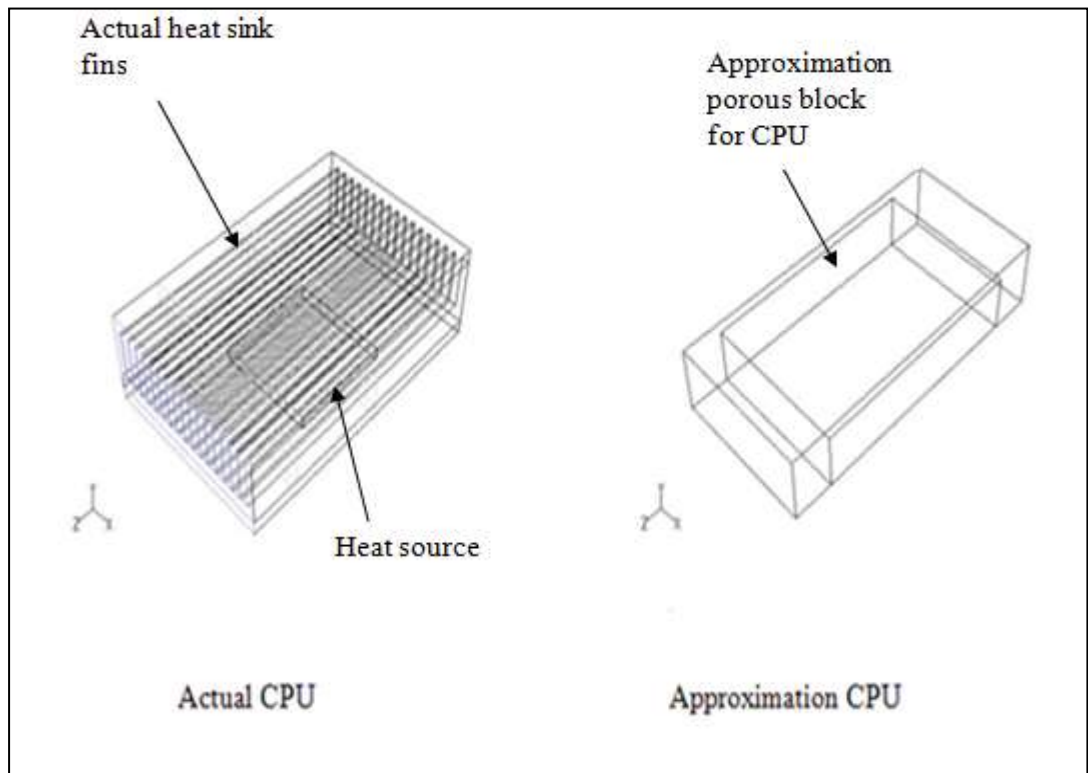 Actual heat sink
fins
Approximation
porous block
for CPU
Y
Z
X
Y
Z
X
Heat source
Actual CPU
Approximation CPU